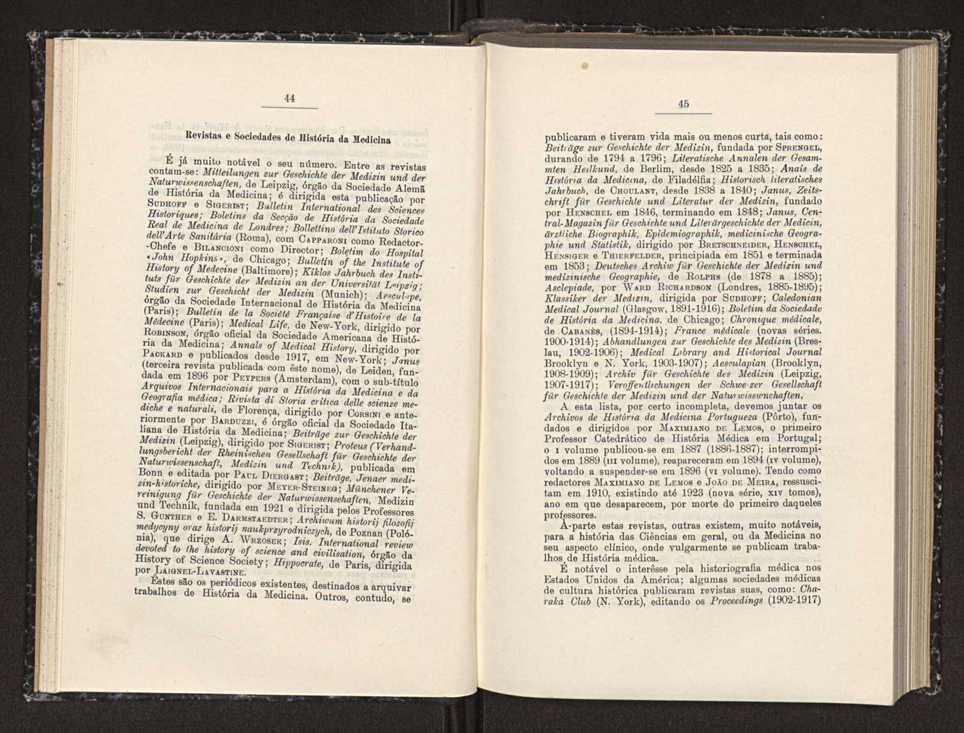 44
Revistas e Sociedades de História da Medicina
É já muito notável o seu número. Entre as revistas
contam-se: Mitteilungen zur Geschichte der Medizin und der
Naturwissenschaften, de Leipzig, órgão da Sociedade Alemã
de História da Medicina; é dirigida esta publicação por
SUDHOFF e SIGERIST; Bulletin International des Sciences
Historiques; Boletins da Secção de História da Sociedade
Real de Medicina de Londres; Bollettino dell'Istituto Storico
dell'Arte Sanitária (Roma), com CAPPARONI como Redactor-
-Chefe e BILANCIONI como Director; Boletim do Hospital
«John Hopkins», de Chicago; Bulletin of the Institute of
History of Medecine (Baltimore); Kiklos Jahrbuch des Insti-
tuts für Geschichte der Medizin an der Universität Leipzig;
Studien zur Geschicht der Medizin (Munich); Aesculape,
órgão da Sociedade Internacional de História da Medicina
(Paris); Bulletin de la Société Française d'Histoire de la
Médecine (Paris); Medical Life, de New-York, dirigido por
ROBINSON, órgão oficial da Sociedade Americana de Histó-
ria da Medicina; Annals of Medical History, dirigido por
PACKARD e publicados desde 1917, em New-York; Janus
(terceira revista publicada com êste nome), de Leiden, fun-
dada em 1896 por PEYPERS (Amsterdam), com o sub-título
Arquivos Internacionais para a História da Medicina e da
Geografia médica; Rivista di Storia critica delle scienze me-
diche e naturali, de Florença, dirigido por CORSINI e ante-
riormente por BARDUZZI, é órgão oficial da Sociedade Ita-
liana de História da Medicina; Beiträge zur Geschichte der
Medizin (Leipzig), dirigido por SIGERIST; Proteus (Verhand-
lungsbericht der Rheinischen Gesellschaft für Geschichte der
Naturwissenschaft, Medizin und Technik), publicada em
Bonn e editada por PAUL DIERGAST; Beiträge, Jenaer medi-
zin-historiche, dirigido por MEYER-STEINEG; Münchener Ve-
reinigung für Geschichte der Naturwissensehaften, Medizin
und Technik, fundada em 1921 e dirigida pelos Professores
S. GUNTHER e E. DARMSTAEDTER; Archiwum historij filozofij
medycyny oraz historij naukprzyrodniczych, de Poznan (Poló-
nia), que dirige A. WRZOSEK; Isis. International review
devoted to the history of science and civilisation, órgão da
History of Science Society; Hippocrate, de Paris, dirigida
por LAIGNEL-LAVASTINE.
Êstes são os periódicos existentes, destinados a arquivar
trabalhos de História da Medicina. Outros, contudo, se
45
publicaram e tiveram vida mais ou menos curta, tais como:
Beiträge zur Geschichte der Medizin, fundada por SPRENGEL,
durando de 1794 a 1796; Literatische Annalen der Gesam-
mten Heilkund, de Berlim, desde 1825 a 1835; Anais de
História da Medicina, de Filadélfia; Historisch literatisches
Jahrbuch, de CHOULANT, desde 1838 a 1840; Janus, Zeits-
chrift für Geschichte und Literatur der Medizin, fundado
por HENSCHEL em 1846, terminando em 1848; Janus, Cen-
tral-Magazin für Geschichte und Literärgeschichte der Medicin,
ärztliche Biographik, Epidemiographik, medicinische Geogra-
phie und Statistik, dirigido por BRETSCHNEIDER, HENSCHEL,
HENSIGER e THIERFELDER, principiada em 1851 e terminada
em 1853; Deutsches Archiw für Geschichte der Medizin und
medizinische Geographie, de ROLPHS (de 1878 a 1885);
Asclepiade, por WARD RICHARDSON (Londres, 1885-1895);
Klassiker der Medizin, dirigida por SUDHOFF; Caledonian
Medical Journal (Glasgow, 1891-1916); Boletim da Sociedade
de História da Medicina, de Chicago; Chronique médicale,
de CABANÈS, (1894-1914); France médicale (novas séries.
1900-1914); Abhandlungen zur Geschichte des Medizin (Bres-
lau, 1902-1906); Medical Library and Historical Journal
Brooklyn e N. York, 1903-1907); Aesculapian (Brooklyn,
1908-1909); Archiv für Geschichte des Medizin (Leipzig,
1907-1917); Veroffentlschungen der Schwe-zer Gesellschaft
für Geschichte der Medizin und der Naturwissewnchaften.
A esta lista, por certo incompleta, devemos juntar os
Archivos de História da Medicina Portugueza (Pôrto), fun-
dados e dirigidos por MAXIMIANO DE LEMOS, o primeiro
Professor Catedrático de História Médica em Portugal;
o I volume publicou-se em 1887 (1886-1887); interrompi-
dos em 1889 (III volume), reapareceram em 1894 (IV volume),
voltando a suspender-se em 1896 (VI volume). Tendo como
redactores MAXIMIANO DE LEMOS e JOÃO DE MEIRA, ressusci-
tam em 1910, existindo até 1923 (nova série, XIV tomos),
ano em que desaparecem, por morte do primeiro daqueles
professores.
À-parte estas revistas, outras existem, muito notáveis,
para a história das Ciências em geral, ou da Medicina no
seu aspecto clínico, onde vulgarmente se publicam traba-
lhos de História médica.
É notável o interêsse pela historiografia médica nos
Estados Unidos da América; algumas sociedades médicas
de cultura histórica publicaram revistas suas, como: Cha-
raka Club (N. York), editando os Proceedings (1902-1917)